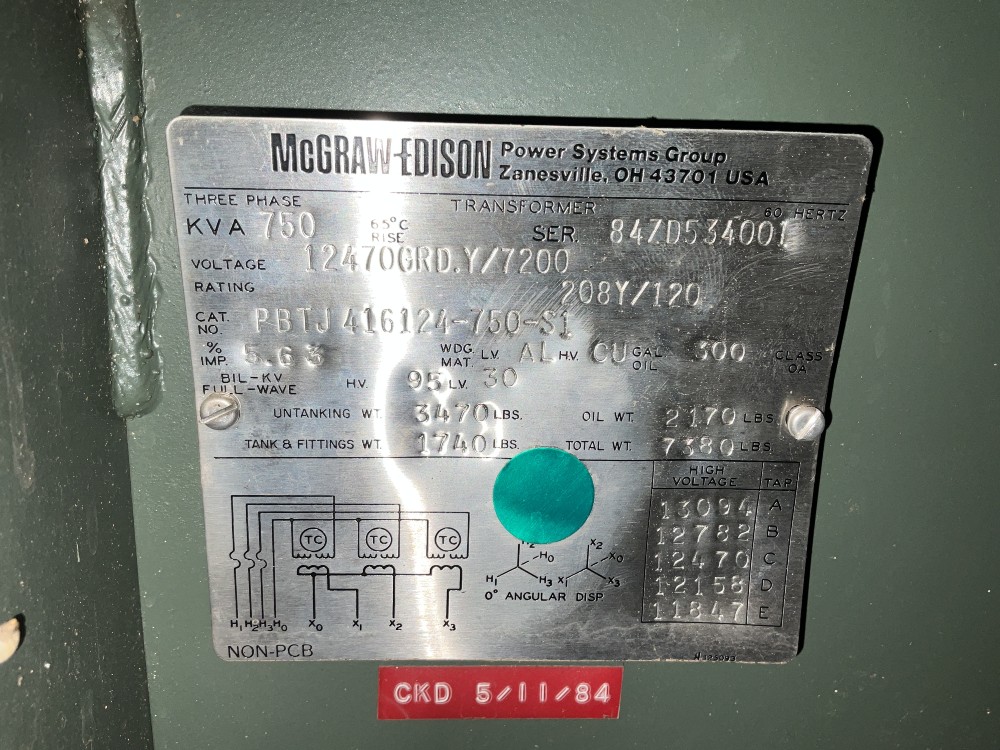 McGRAW-EDISON Power Systems Group
Zanesville, OH 43701 USA
THREE PHASE TRANSFORMER 60 HERTZ
KVA 750 65°C RISE SER. 84ZD534001
VOLTAGE 12470GRD.Y/7200
RATING 208Y/120
CAT. NO. PBTJ 416124-750-S1
% IMP. 5.63 WDG. MAT. LV. AL HV. CU GAL. OIL 300 CLASS OA
BIL-KV FULL-WAVE HV. 95 LV. 30
UNTANKING WT. 3470 LBS. OIL WT. 2170 LBS.
TANK & FITTINGS WT. 1740 LBS. TOTAL WT. 7380 LBS.
HIGH VOLTAGE TAP
13094 A
12782 B
12470 C
12158 D
11847 E
TC TC TC
H2 H0 H1 H3
X2 X0 X1 X3
0° ANGULAR DISP.
H1 H2 H3 H0 X0 X1 X2 X3
NON-PCB
CKD 5/11/84